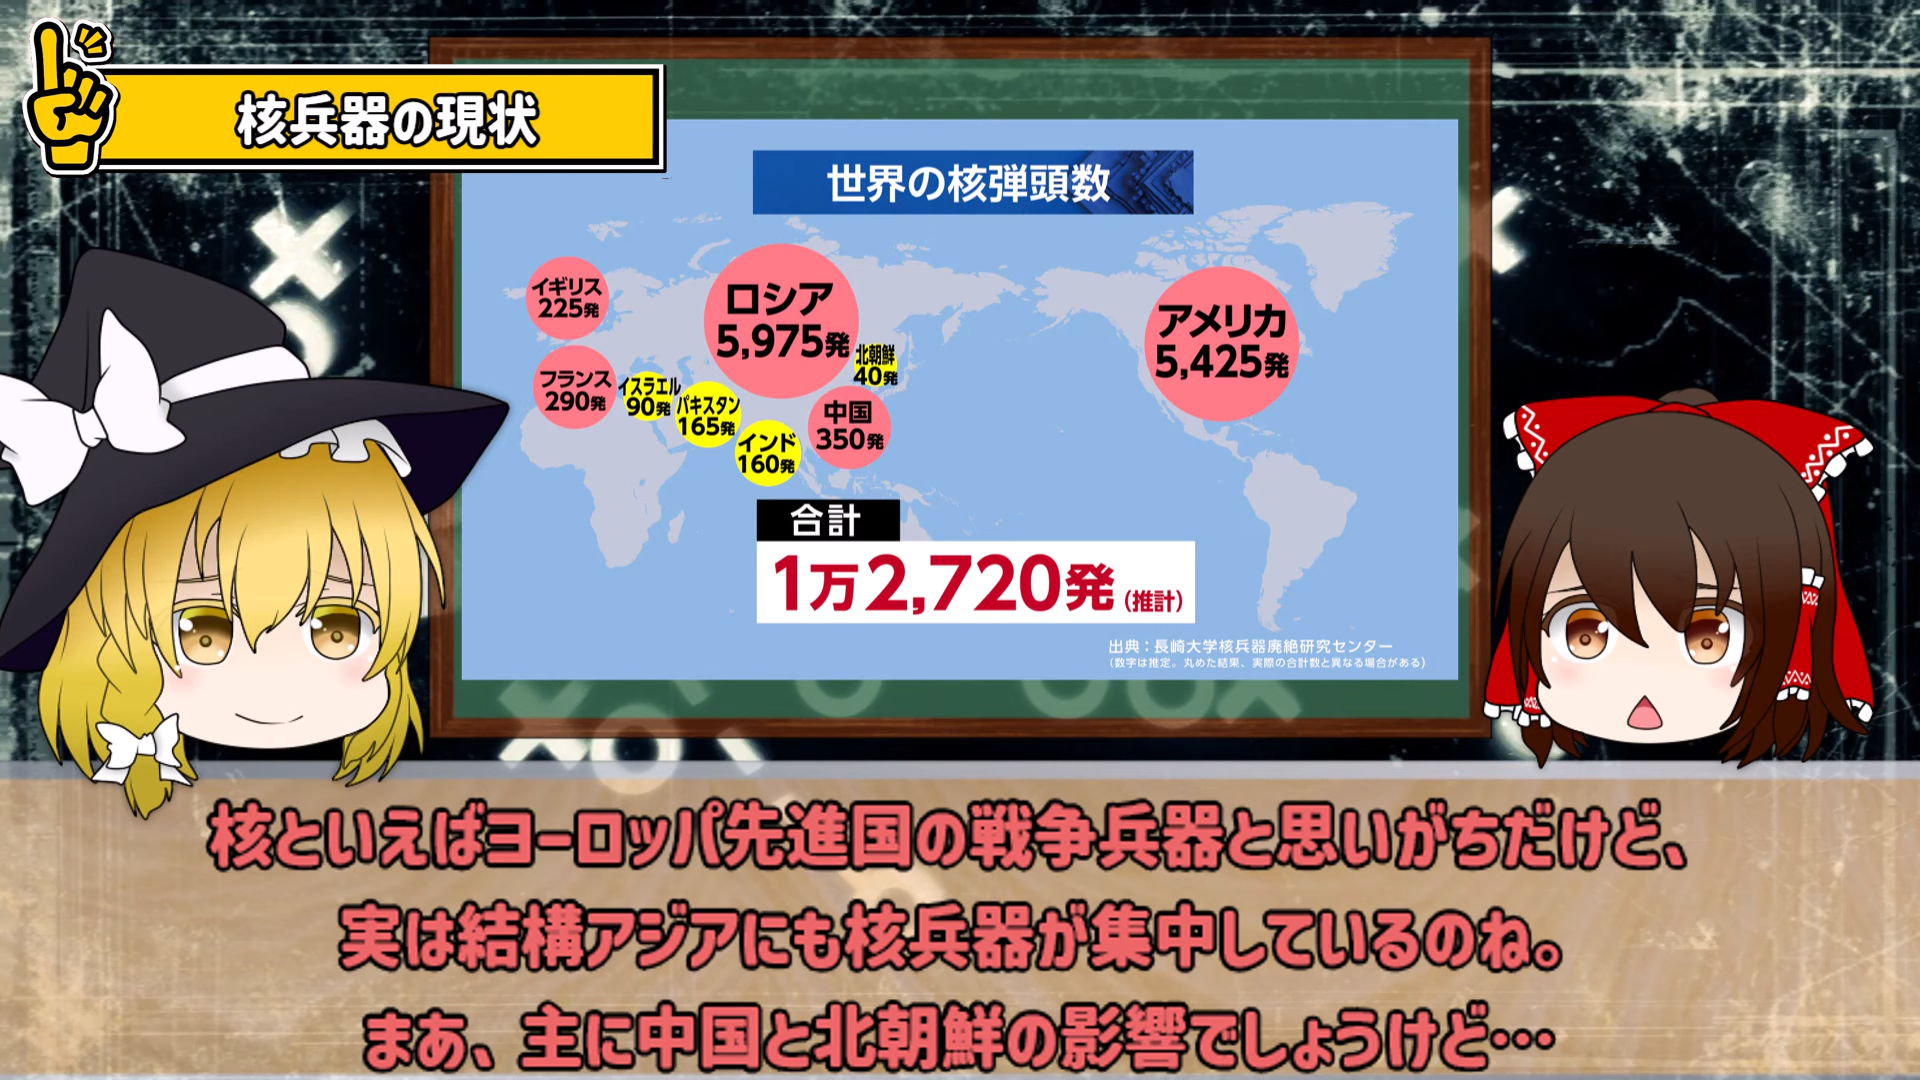 核兵器の現状
世界の核弾頭数
イギリス
225発
ロシア
5,975発
アメリカ
5,425発
北朝鮮
40発
フランス
290発
イスラエル
90発
パキスタン
165発
中国
350発
インド
160発
合計
1万2,720発(推計)
出典:長崎大学核兵器廃絶研究センター
(数字は推定。丸めた結果、実際の合計数と異なる場合がある)
核といえばヨーロッパ先進国の戦争兵器と思いがちだけど、
実は結構アジアにも核兵器が集中しているのね。
まあ、主に中国と北朝鮮の影響でしょうけど…